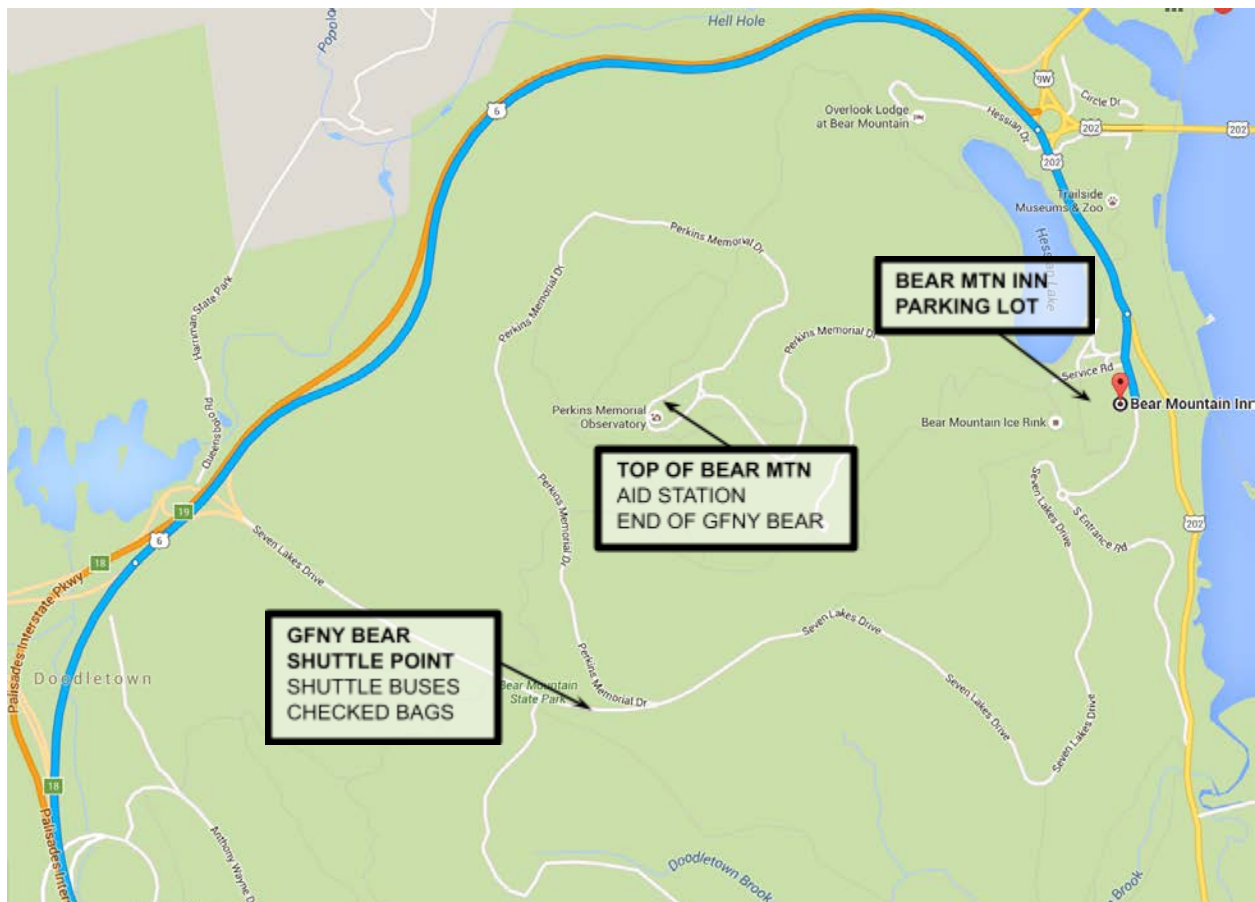 Hell Hole
Popolo
9W
6
Circle Dr
Overlook Lodge
at Bear Mountain
Hessian Dr
202
202
202
Trailside
Museums & Zoo
Harriman State Park
Perkins Memorial Dr
Perkins Memorial Dr
Hessian Lake
BEAR MTN INN
PARKING LOT
Perkins Memorial Dr
Service Rd
Bear Mountain Inn
Perkins Memorial
Observatory
Bear Mountain Ice Rink
Queensboro Rd
TOP OF BEAR MTN
AID STATION
END OF GFNY BEAR
Seven Lakes Drive
S Entrance Rd
202
19
6
18
Seven Lakes Drive
Perkins Memorial Dr
Palisades Interstate Pkwy
GFNY BEAR
SHUTTLE POINT
SHUTTLE BUSES
CHECKED BAGS
Seven Lakes Drive
Doodletown
Bear Mountain
State Park
Perkins Memorial Dr
Seven Lakes Drive
Seven Lakes Drive
18
Palisades Inter
Anthony Wayne D
Doodletown
Brook
Brook